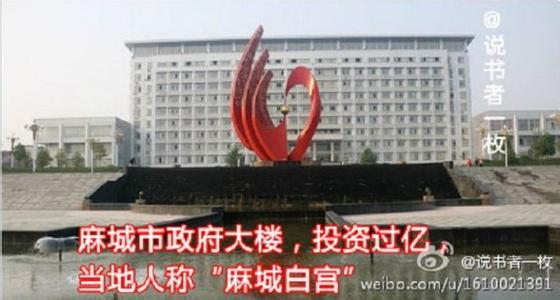 @说书者一枚
麻城市政府大楼，投资过亿，
当地人称“麻城白宫”
@说书者一枚
weibo.com/u/1610021391